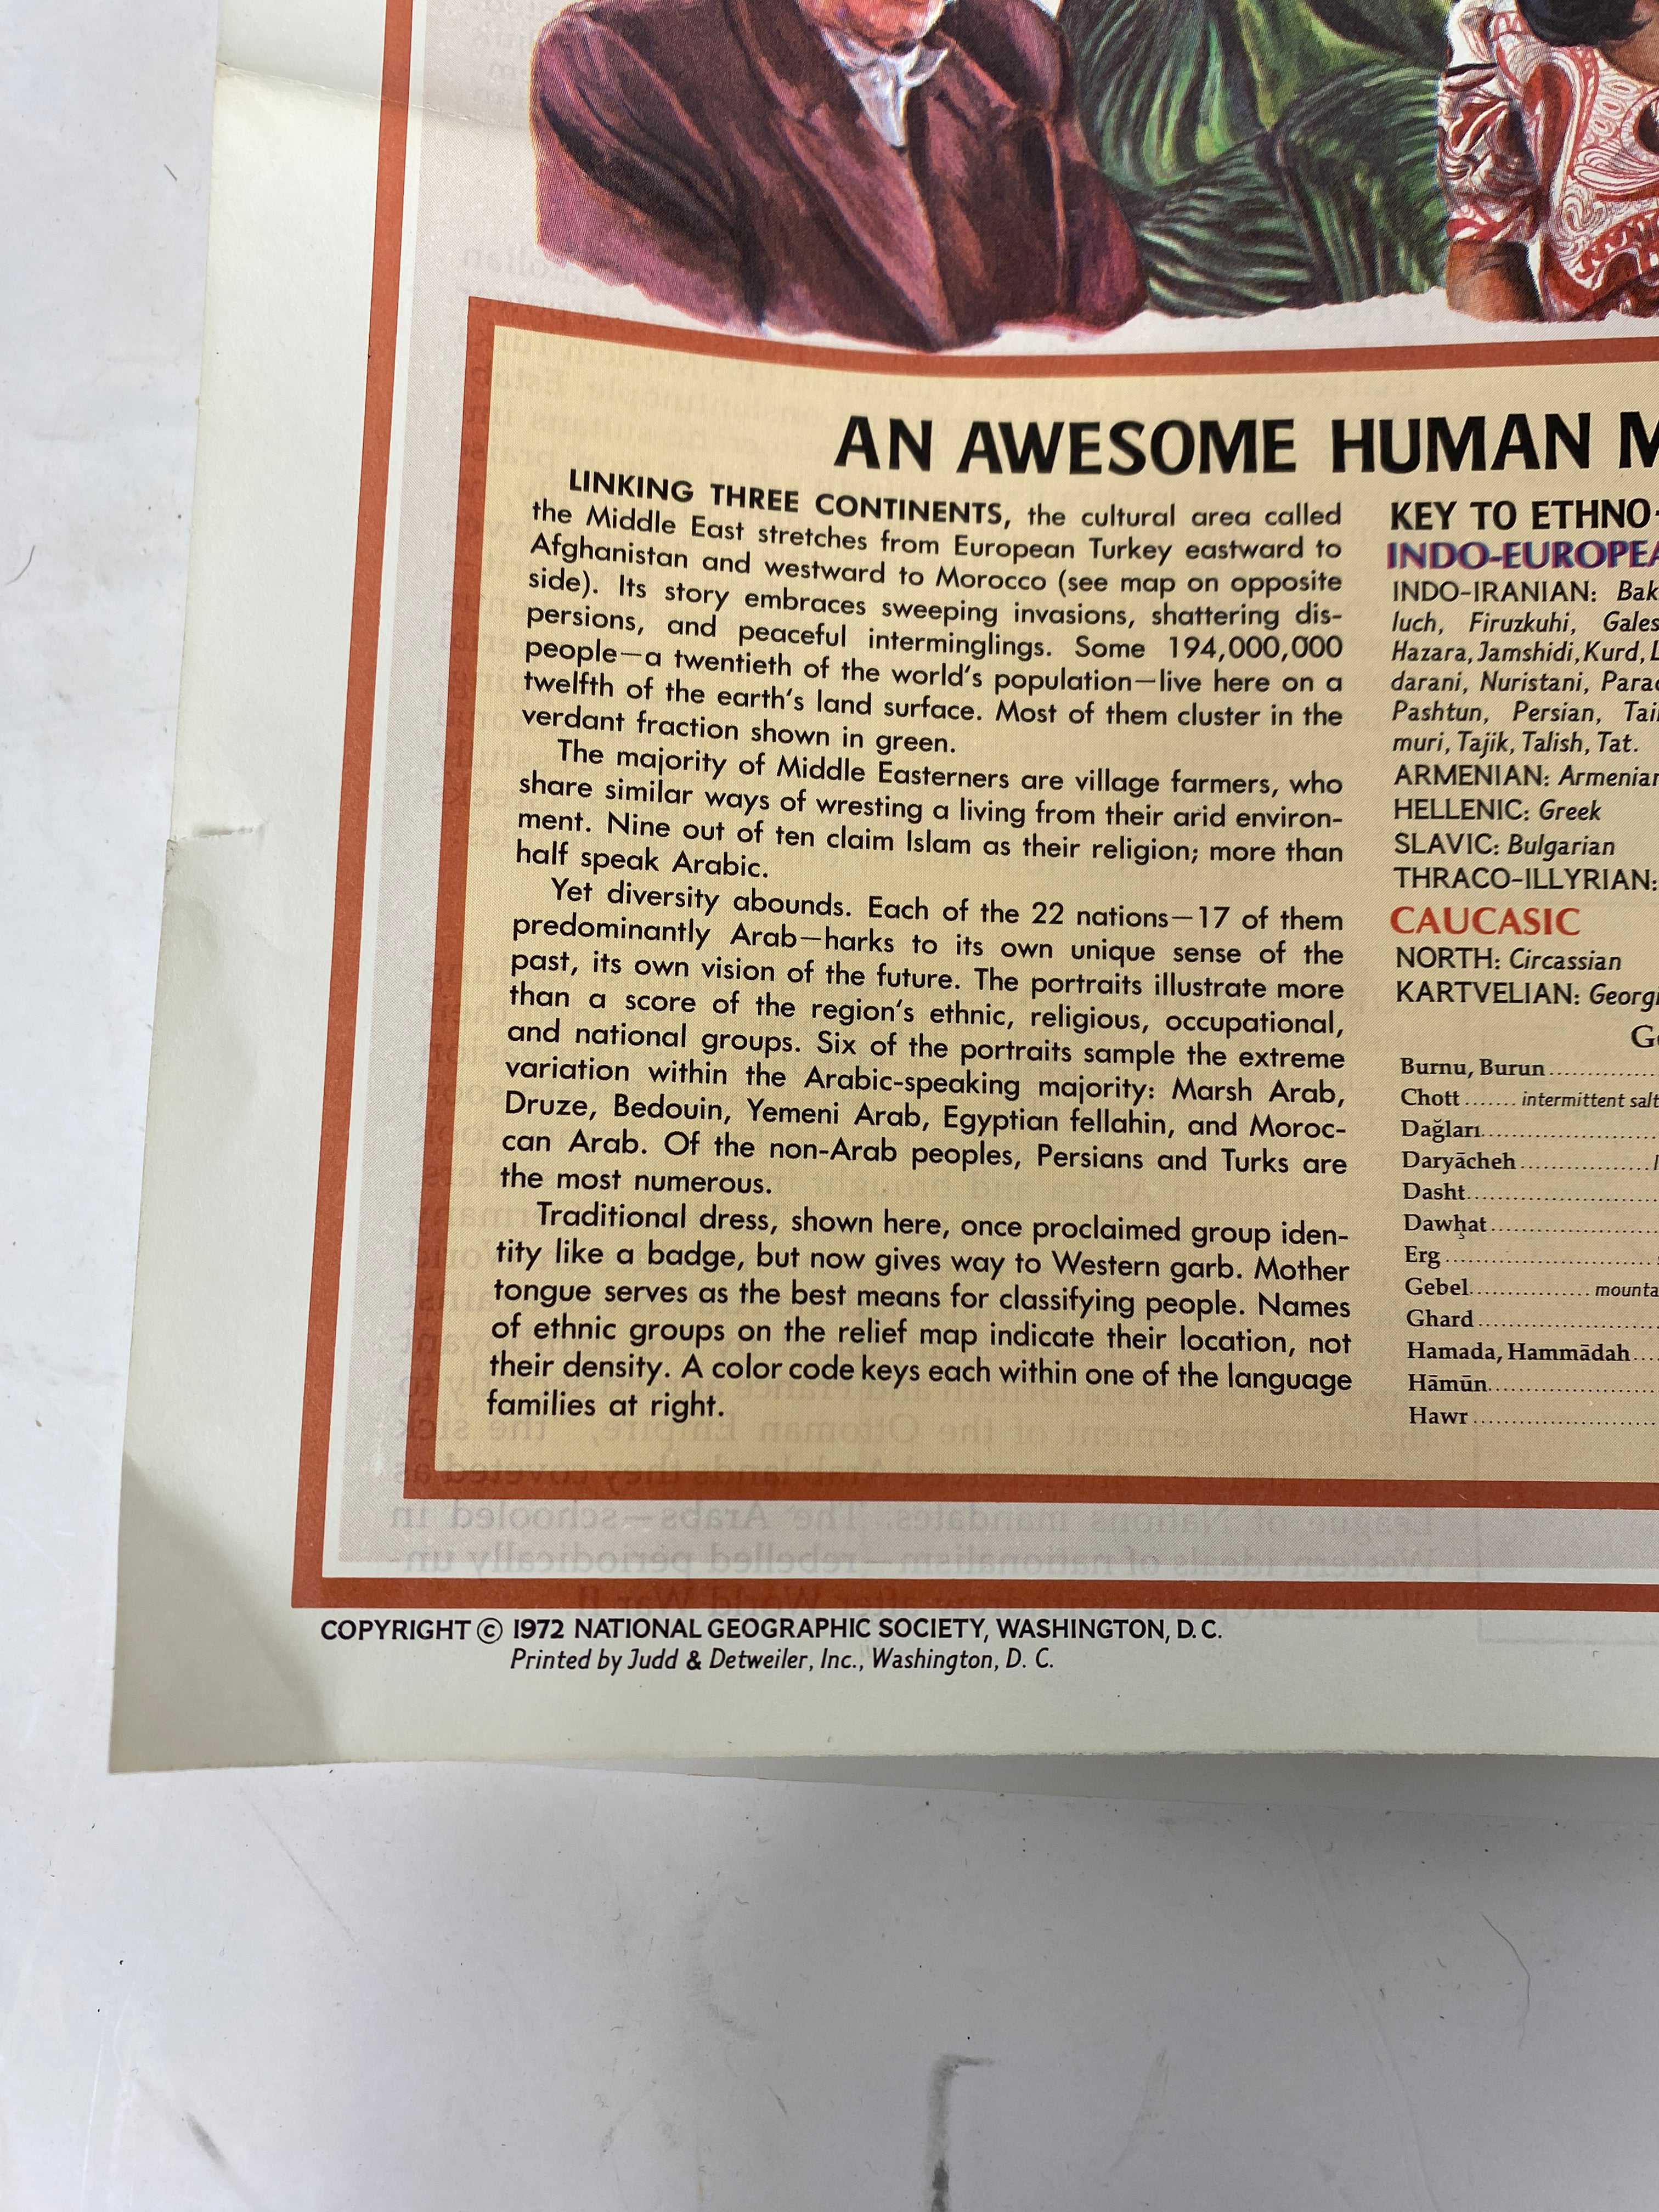 AN AWESOME HUMAN
LINKING THREE CONTINENTS, the cultural area called
the Middle East stretches from European Turkey eastward to
Afghanistan and westward to Morocco (see map on opposite
side). Its story embraces sweeping invasions, shattering dis-
persions, and peaceful interminglings. Some 194,000,000
people—a twentieth of the world's population—live here on a
twelfth of the earth's land surface. Most of them cluster in the
verdant fraction shown in green.
The majority of Middle Easterners are village farmers, who
share similar ways of wresting a living from their arid environ-
ment. Nine out of ten claim Islam as their religion; more than
half speak Arabic.
Yet diversity abounds. Each of the 22 nations—17 of them
predominantly Arab—harks to its own unique sense of the
past, its own vision of the future. The portraits illustrate more
than a score of the region's ethnic, religious, occupational,
and national groups. Six of the portraits sample the extreme
variation within the Arabic-speaking majority: Marsh Arab,
Druze, Bedouin, Yemeni Arab, Egyptian fellahin, and Moroc-
can Arab. Of the non-Arab peoples, Persians and Turks are
the most numerous.
Traditional dress, shown here, once proclaimed group iden-
tity like a badge, but now gives way to Western garb. Mother
tongue serves as the best means for classifying people. Names
of ethnic groups on the relief map indicate their location, not
their density. A color code keys each within one of the language
families at right.
KEY TO ETHNO-
INDO-EUROPEA
INDO-IRANIAN: Bak
luch, Firuzkuhi, Gales
Hazara, Jamshidi, Kurd, L
darani, Nuristani, Parac
Pashtun, Persian, Tai
muri, Tajik, Talish, Tat.
ARMENIAN: Armenian
HELLENIC: Greek
SLAVIC: Bulgarian
THRACO-ILLYRIAN:
CAUCASIC
NORTH: Circassian
KARTVELIAN: Georgi
Burnu, Burun
Chott ....... intermittent salt
Dağları
Daryācheh
Dasht
Dawḩat
Erg
Gebel ............... mounta
Ghard
Hamada, Hammādah
Hāmūn
Hawr
COPYRIGHT © 1972 NATIONAL GEOGRAPHIC SOCIETY, WASHINGTON, D.C.
Printed by Judd & Detweiler, Inc., Washington, D. C.